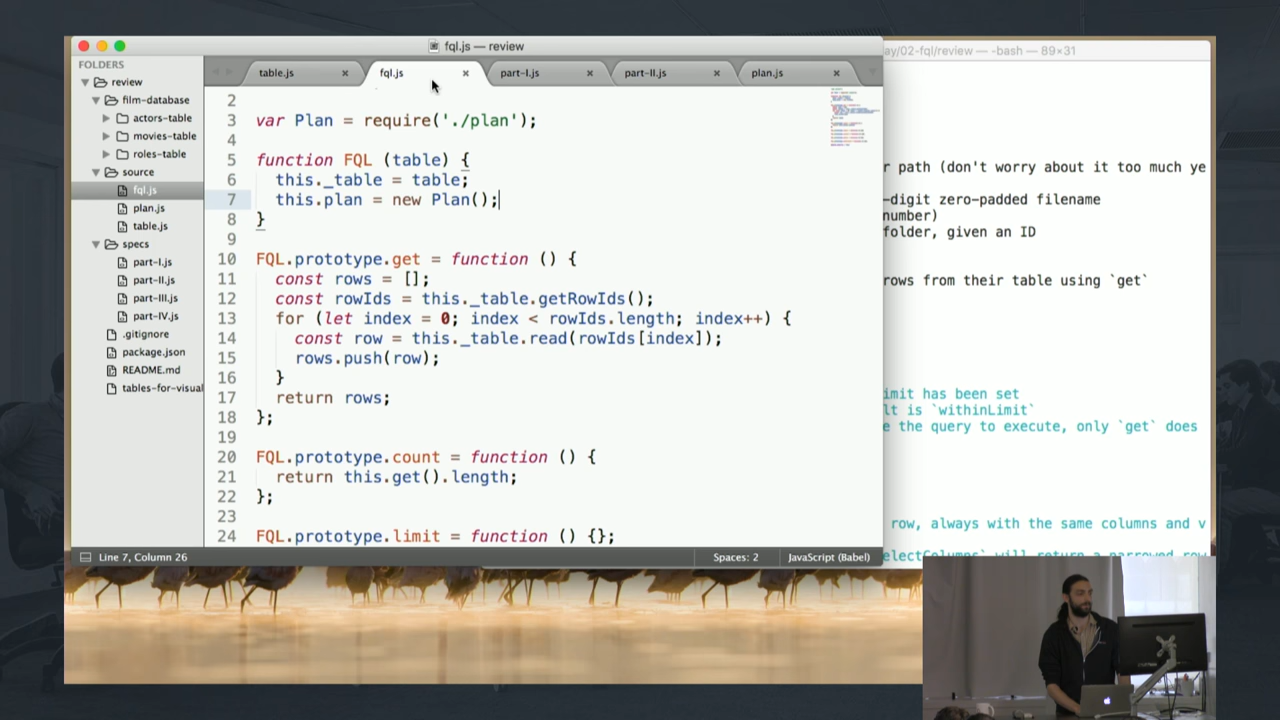 fql.js — review
ay/02-fql/review — -bash — 89×31
FOLDERS
review
film-database
actors-table
movies-table
roles-table
source
fql.js
plan.js
table.js
specs
part-I.js
part-II.js
part-III.js
part-IV.js
.gitignore
package.json
README.md
tables-for-visual
table.js
fql.js
part-I.js
part-II.js
plan.js
2
3 var Plan = require('./plan');
4
5 function FQL (table) {
6 this._table = table;
7 this.plan = new Plan();
8 }
9
10 FQL.prototype.get = function () {
11 const rows = [];
12 const rowIds = this._table.getRowIds();
13 for (let index = 0; index < rowIds.length; index++) {
14 const row = this._table.read(rowIds[index]);
15 rows.push(row);
16 }
17 return rows;
18 };
19
20 FQL.prototype.count = function () {
21 return this.get().length;
22 };
23
24 FQL.prototype.limit = function () {};
Line 7, Column 26
Spaces: 2
JavaScript (Babel)
r path (don't worry about it too much ye
-digit zero-padded filename
number)
folder, given an ID
rows from their table using `get`
imit has been set
lt is `withinLimit`
e the query to execute, only `get` does
row, always with the same columns and v
electColumns` will return a narrowed row